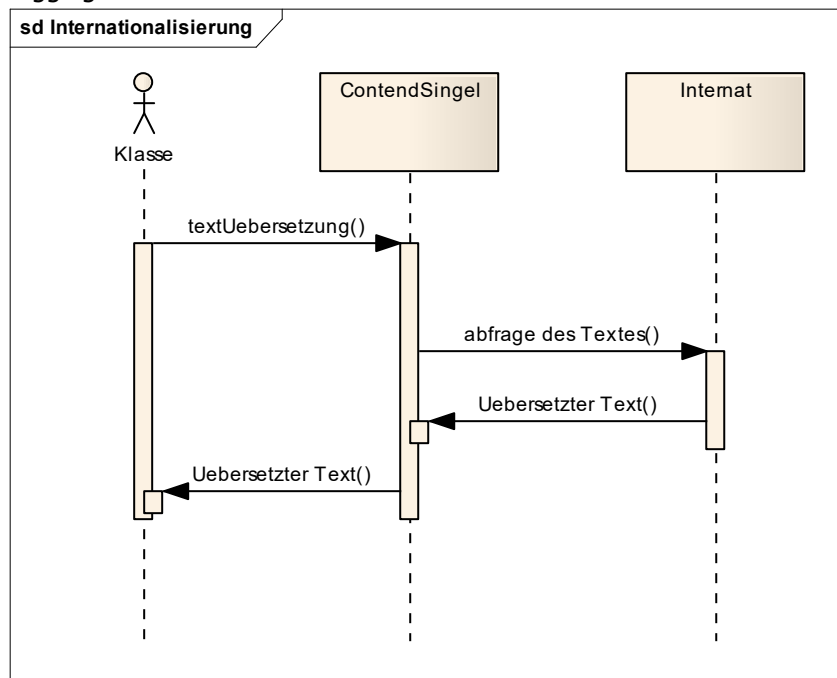 sd Internationalisierung
Klasse
ContendSingel
Internat
textUebersetzung()
abfrage des Textes()
Uebersetzter Text()
Uebersetzter Text()